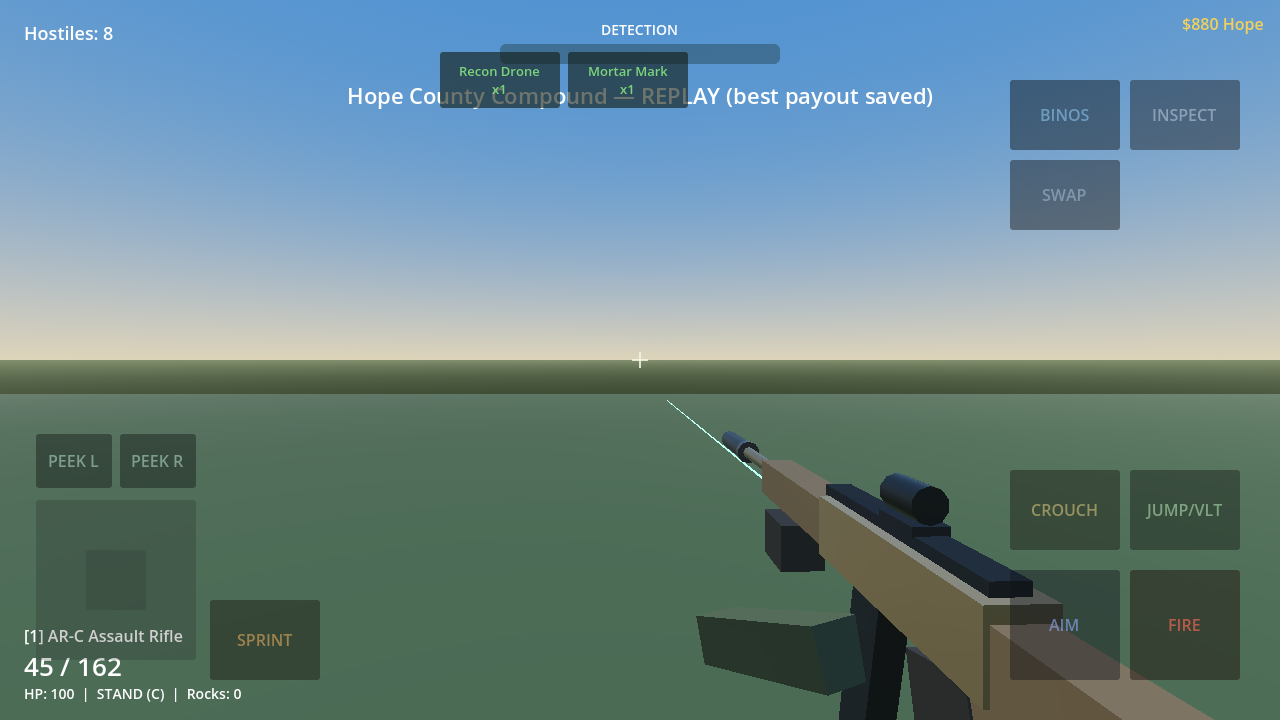 Hostiles: 8
DETECTION
$880 Hope
Recon Drone
x1
Mortar Mark
x1
Hope County Compound — REPLAY (best payout saved)
BINOS
INSPECT
SWAP
PEEK L
PEEK R
CROUCH
JUMP/VLT
[1] AR-C Assault Rifle
SPRINT
AIM
FIRE
45 / 162
HP: 100 | STAND (C) | Rocks: 0